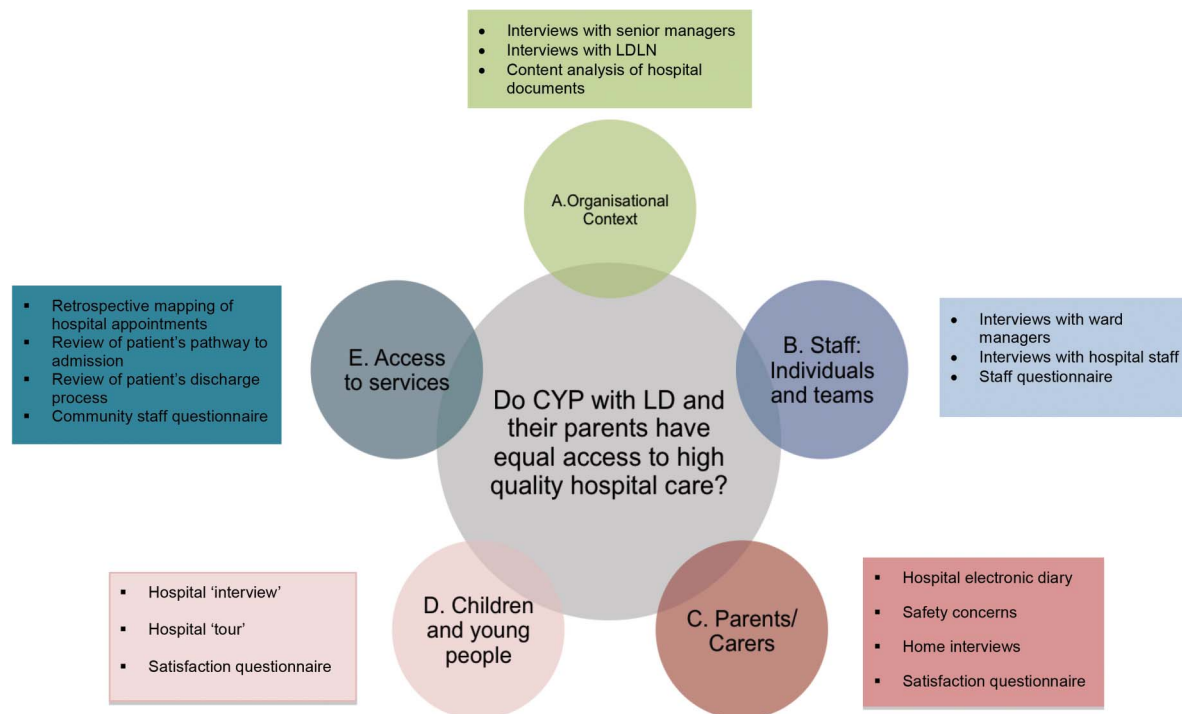 • Interviews with senior managers
• Interviews with LDLN
• Content analysis of hospital
documents
A.Organisational
Context
▪ Retrospective mapping of
hospital appointments
▪ Review of patient's pathway to
admission
▪ Review of patient's discharge
process
▪ Community staff questionnaire
E. Access
to services
Do CYP with LD and
their parents have
equal access to high
quality hospital care?
B. Staff:
Individuals
and teams
• Interviews with ward
managers
• Interviews with hospital staff
• Staff questionnaire
▪ Hospital ‘interview’
▪ Hospital ‘tour’
▪ Satisfaction questionnaire
D. Children
and young
people
C. Parents/
Carers
▪ Hospital electronic diary
▪ Safety concerns
▪ Home interviews
▪ Satisfaction questionnaire